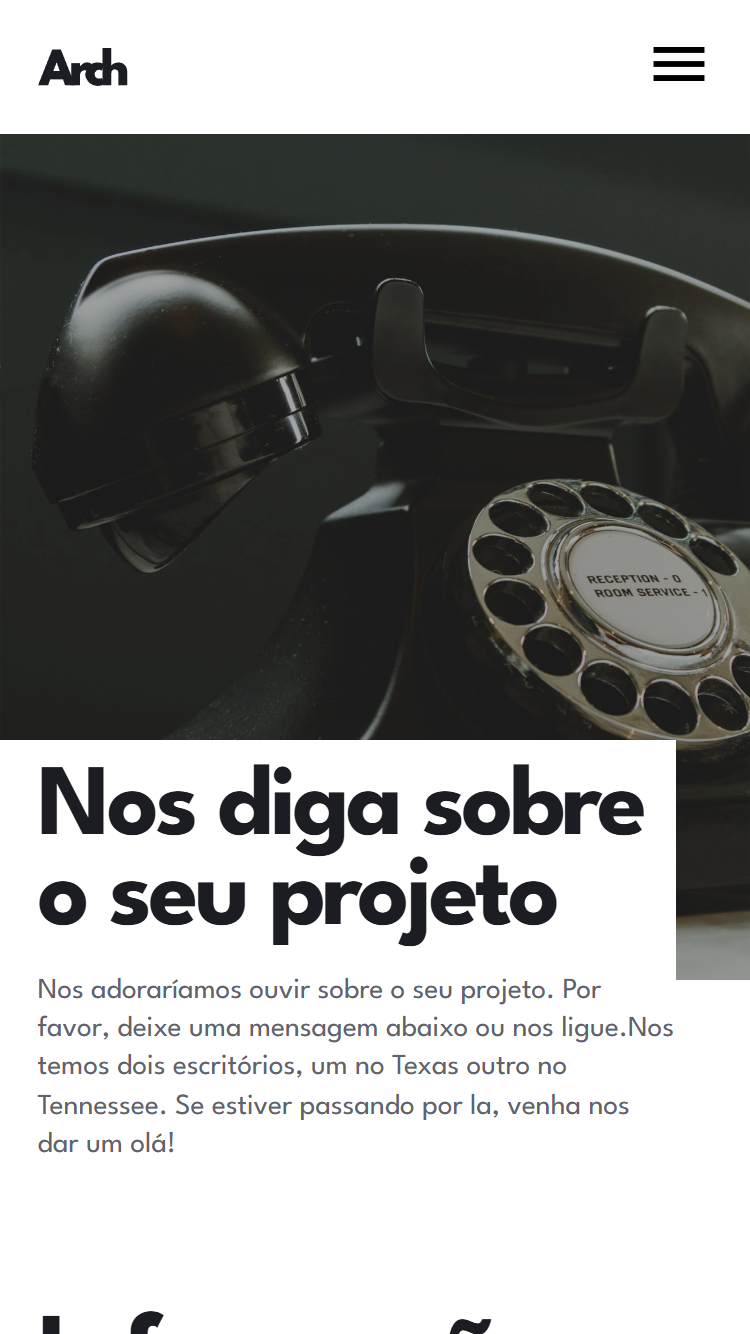 Arch
RECEPTION - 0
ROOM SERVICE - 1
Nos diga sobre
o seu projeto
Nos adoraríamos ouvir sobre o seu projeto. Por
favor, deixe uma mensagem abaixo ou nos ligue.Nos
temos dois escritórios, um no Texas outro no
Tennessee. Se estiver passando por la, venha nos
dar um olá!